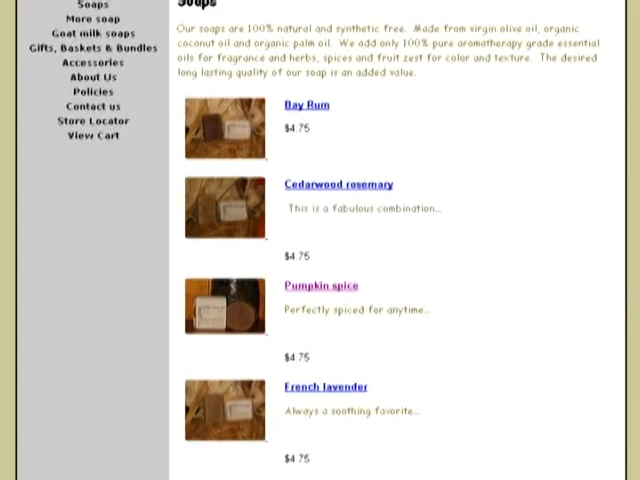 Soaps
More soap
Goat milk soaps
Gifts, Baskets & Bundles
Accessories
About Us
Policies
Contact us
Store Locator
View Cart
Soaps
Our soaps are 100% natural and synthetic free. Made from virgin olive oil, organic
coconut oil and organic palm oil. We add only 100% pure aromatherapy grade essential
oils for fragrance and herbs, spices and fruit zest for color and texture. The desired
long lasting quality of our soap is an added value.
Bay Rum
$4.75
Cedarwood rosemary
This is a fabulous combination...
$4.75
Pumpkin spice
Perfectly spiced for anytime...
$4.75
French lavender
Always a soothing favorite...
$4.75